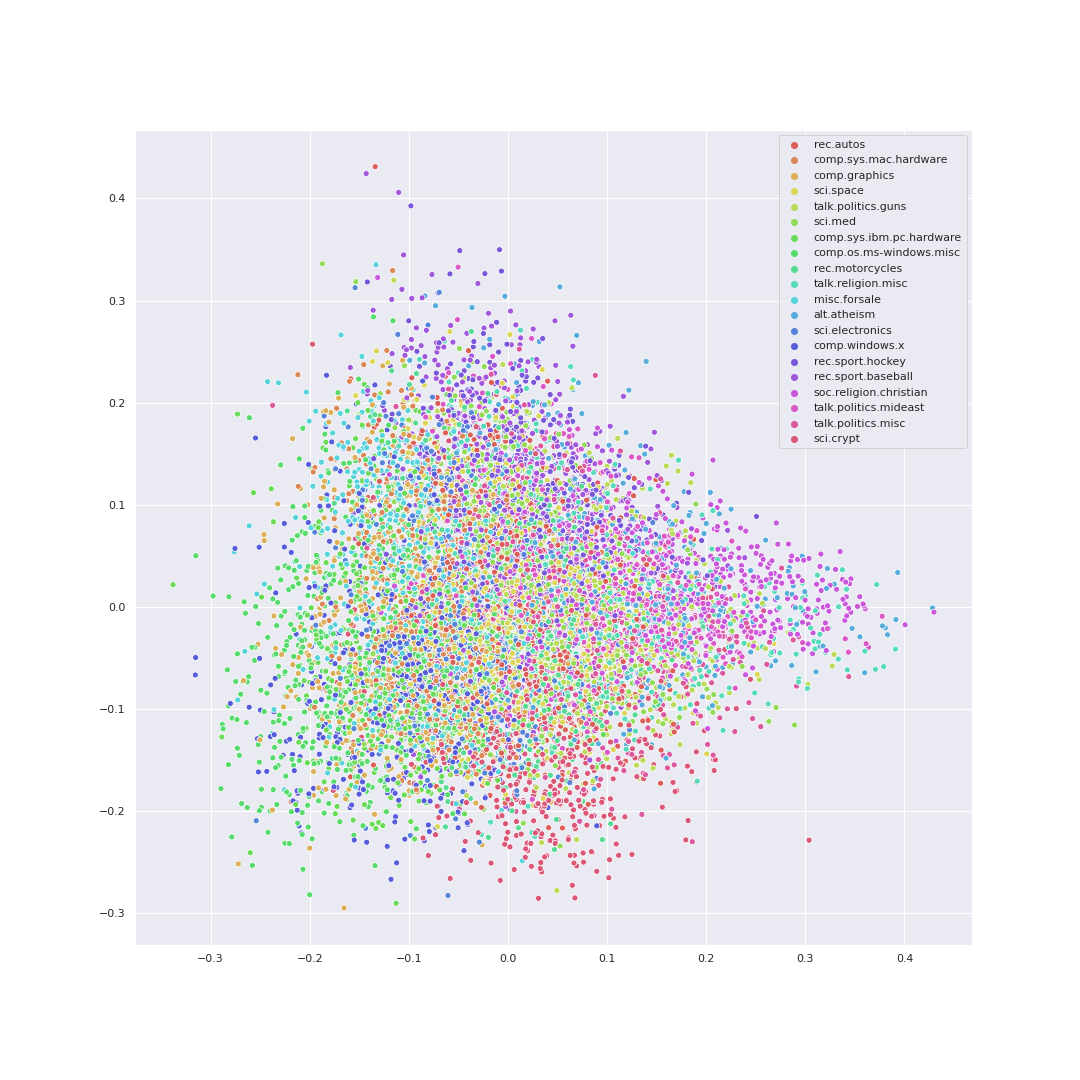 rec.autos
comp.sys.mac.hardware
comp.graphics
sci.space
talk.politics.guns
sci.med
comp.sys.ibm.pc.hardware
comp.os.ms-windows.misc
rec.motorcycles
talk.religion.misc
misc.forsale
alt.atheism
sci.electronics
comp.windows.x
rec.sport.hockey
rec.sport.baseball
soc.religion.christian
talk.politics.mideast
talk.politics.misc
sci.crypt
0.4
0.3
0.2
0.1
0.0
−0.1
−0.2
−0.3
−0.3 −0.2 −0.1 0.0 0.1 0.2 0.3 0.4